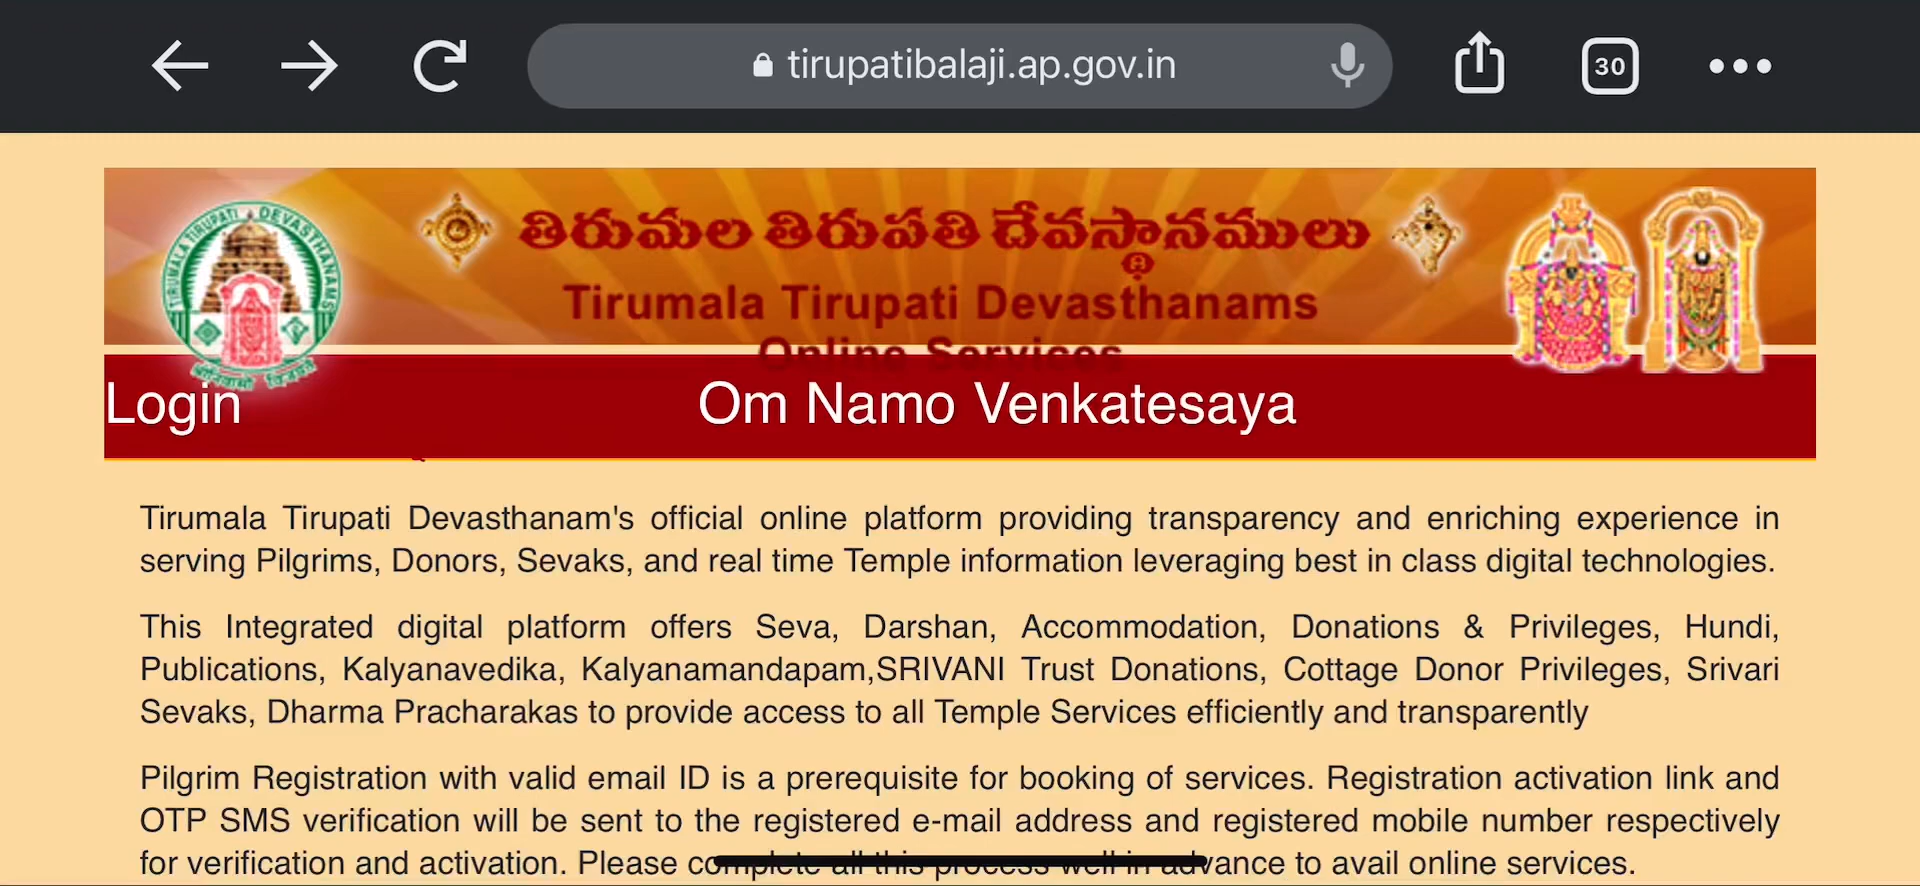 tirupatibalaji.ap.gov.in
30
తిరుమల తిరుపతి దేవస్థానములు
TIRUMALA TIRUPATI DEVASTHANAMS
Tirumala Tirupati Devasthanams
Online Services
Login
Om Namo Venkatesaya
Tirumala Tirupati Devasthanam's official online platform providing transparency and enriching experience in
serving Pilgrims, Donors, Sevaks, and real time Temple information leveraging best in class digital technologies.
This Integrated digital platform offers Seva, Darshan, Accommodation, Donations & Privileges, Hundi,
Publications, Kalyanavedika, Kalyanamandapam,SRIVANI Trust Donations, Cottage Donor Privileges, Srivari
Sevaks, Dharma Pracharakas to provide access to all Temple Services efficiently and transparently
Pilgrim Registration with valid email ID is a prerequisite for booking of services. Registration activation link and
OTP SMS verification will be sent to the registered e-mail address and registered mobile number respectively
for verification and activation. Please complete all this process well in advance to avail online services.